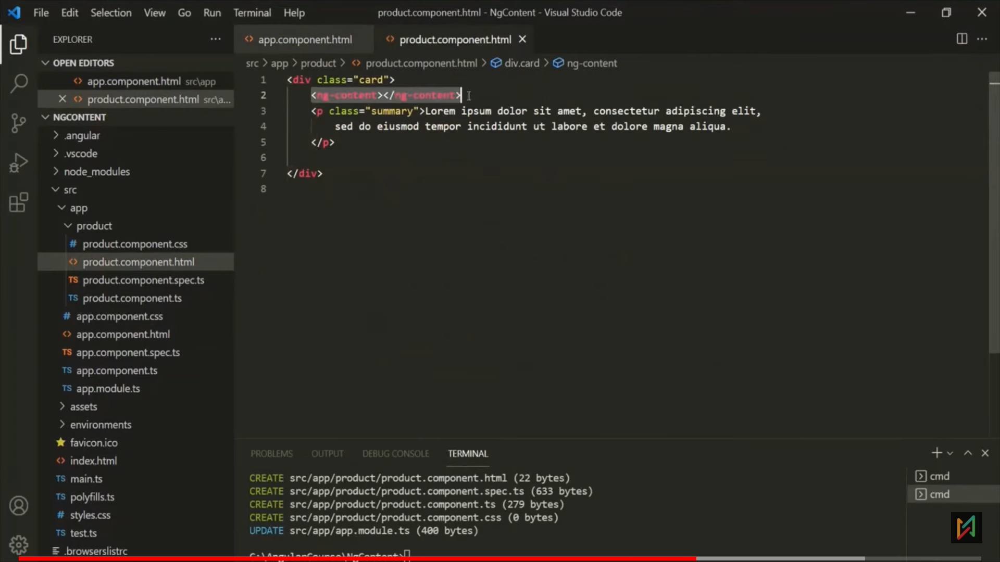 File Edit Selection View Go Run Terminal Help product.component.html - NgContent - Visual Studio Code
EXPLORER
app.component.html product.component.html
OPEN EDITORS
src app product product.component.html div.card ng-content
app.component.html src\app
product.component.html src\a...
NGCONTENT
.angular
.vscode
node_modules
src
app
product
product.component.css
product.component.html
product.component.spec.ts
product.component.ts
app.component.css
app.component.html
TS app.component.spec.ts
TS app.component.ts
TS app.module.ts
assets
environments
favicon.ico
index.html
TS main.ts
TS polyfills.ts
# styles.css
TS test.ts
.browserslistrc
1 <div class="card">
2 <ng-content></ng-content>
3 <p class="summary">Lorem ipsum dolor sit amet, consectetur adipiscing elit,
4 sed do eiusmod tempor incididunt ut labore et dolore magna aliqua.
5 </p>
6
7 </div>
8
PROBLEMS OUTPUT DEBUG CONSOLE TERMINAL
CREATE src/app/product/product.component.html (22 bytes)
CREATE src/app/product/product.component.spec.ts (633 bytes)
CREATE src/app/product/product.component.ts (279 bytes)
CREATE src/app/product/product.component.css (0 bytes)
UPDATE src/app/app.module.ts (400 bytes)
C:\AngularCourse\NgContent>
cmd
cmd